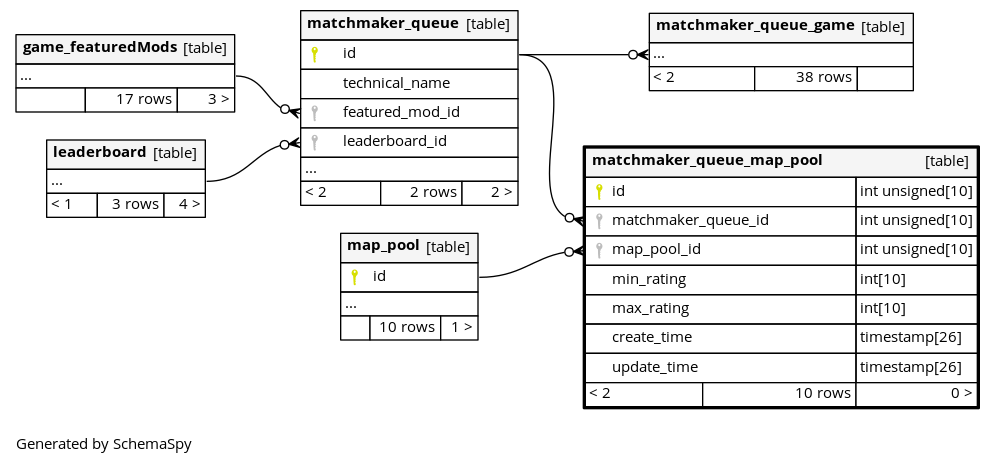 game_featuredMods [table]
...
17 rows 3 >
leaderboard [table]
...
< 1 3 rows 4 >
matchmaker_queue [table]
id
technical_name
featured_mod_id
leaderboard_id
...
< 2 2 rows 2 >
map_pool [table]
id
...
10 rows 1 >
matchmaker_queue_game [table]
...
< 2 38 rows
matchmaker_queue_map_pool [table]
id int unsigned[10]
matchmaker_queue_id int unsigned[10]
map_pool_id int unsigned[10]
min_rating int[10]
max_rating int[10]
create_time timestamp[26]
update_time timestamp[26]
< 2 10 rows 0 >
Generated by SchemaSpy